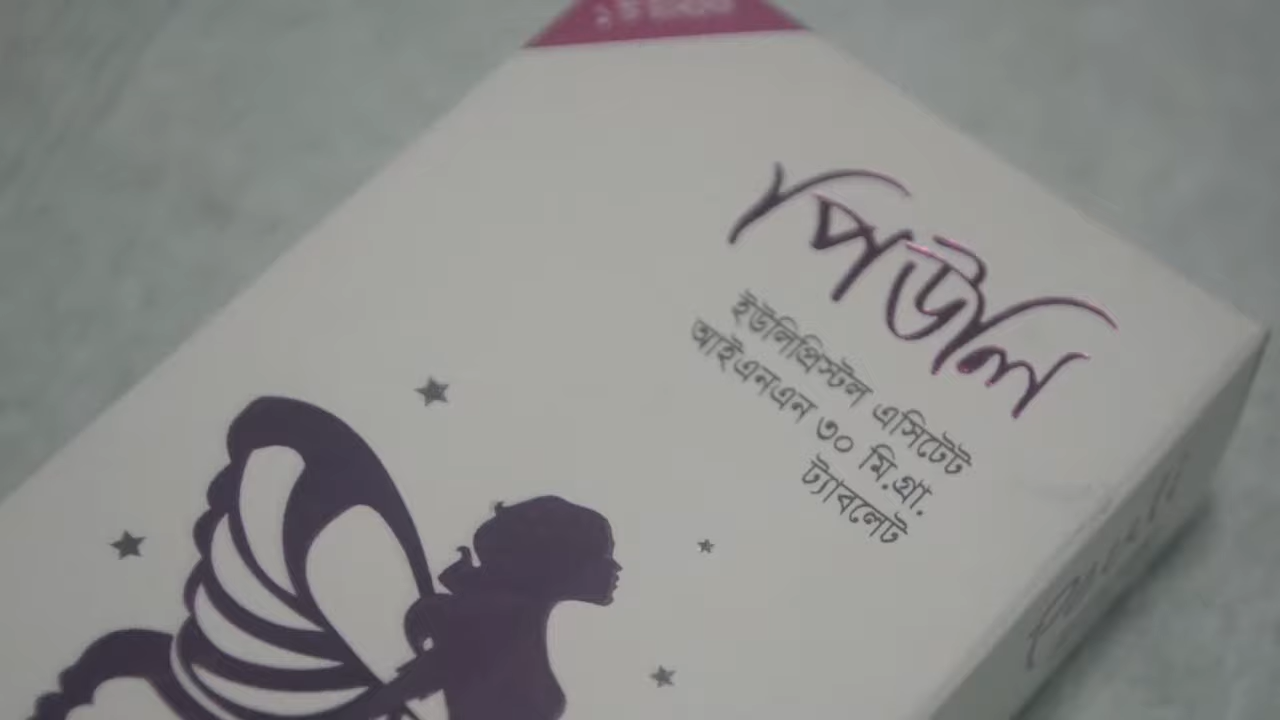 পিউলি
ইউলিপ্রিস্টল এসিটেট
আইএনএন ৩০ মি.গ্রা.
ট্যাবলেট